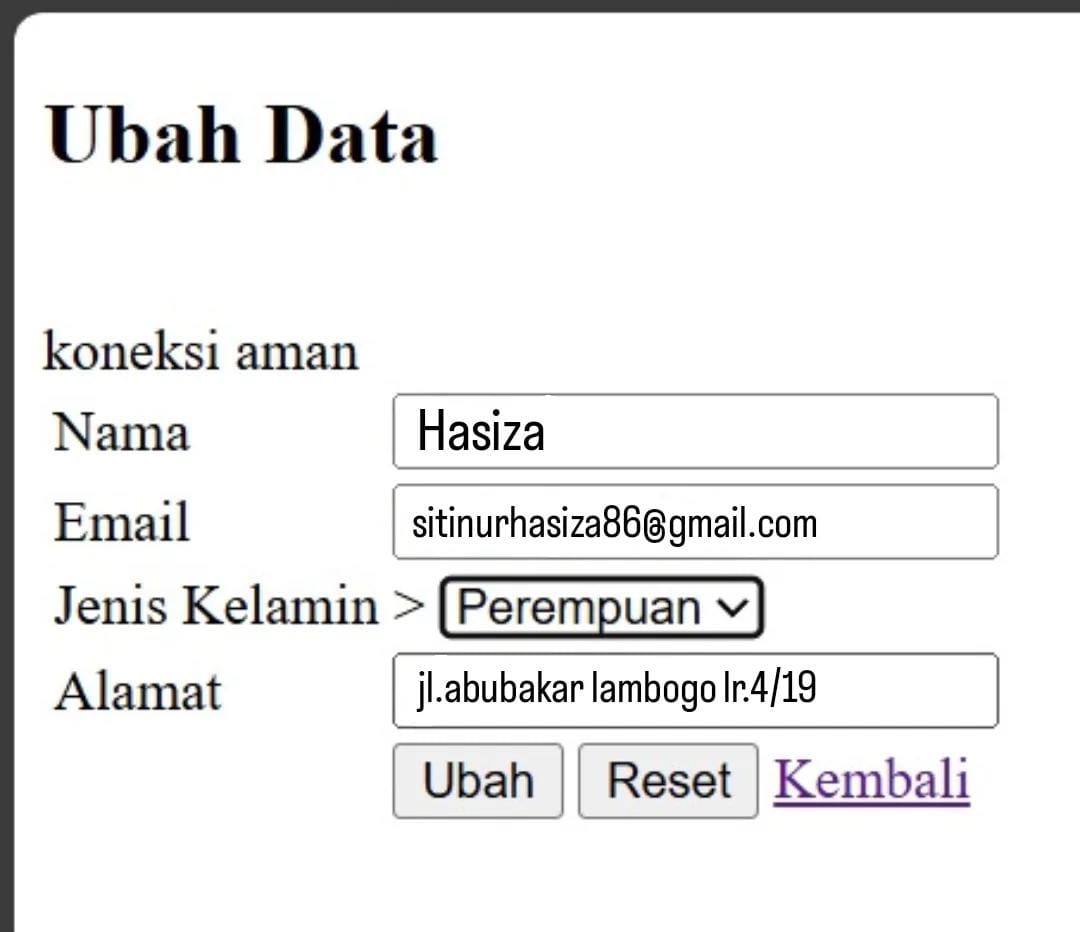 Ubah Data
koneksi aman
Nama Hasiza
Email sitinurhasiza86@gmail.com
Jenis Kelamin > Perempuan
Alamat jl.abubakar lambogo lr.4/19
Ubah Reset Kembali